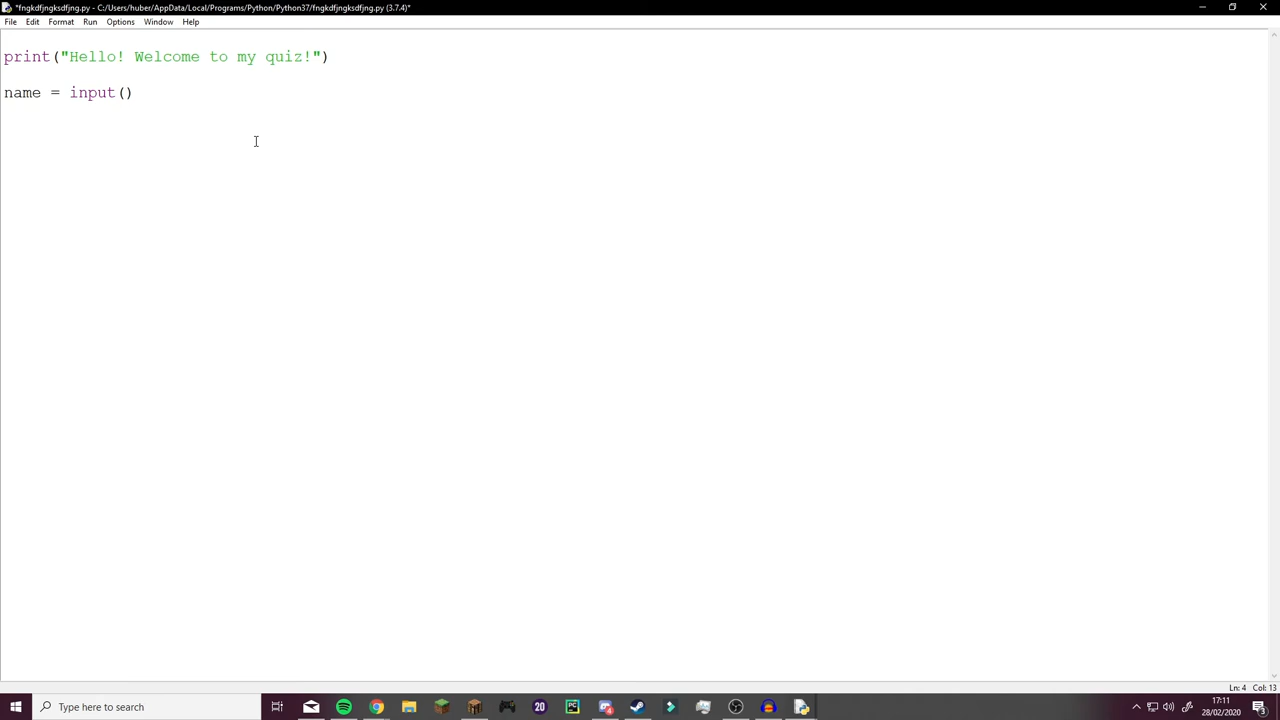 *fngkdfjngksdfjng.py - C:/Users/huber/AppData/Local/Programs/Python/Python37/fngkdfjngksdfjng.py (3.7.4)*
File Edit Format Run Options Window Help
print("Hello! Welcome to my quiz!")
name = input()
Ln: 4 Col: 13
Type here to search
20
PC
4
17:11
28/02/2020